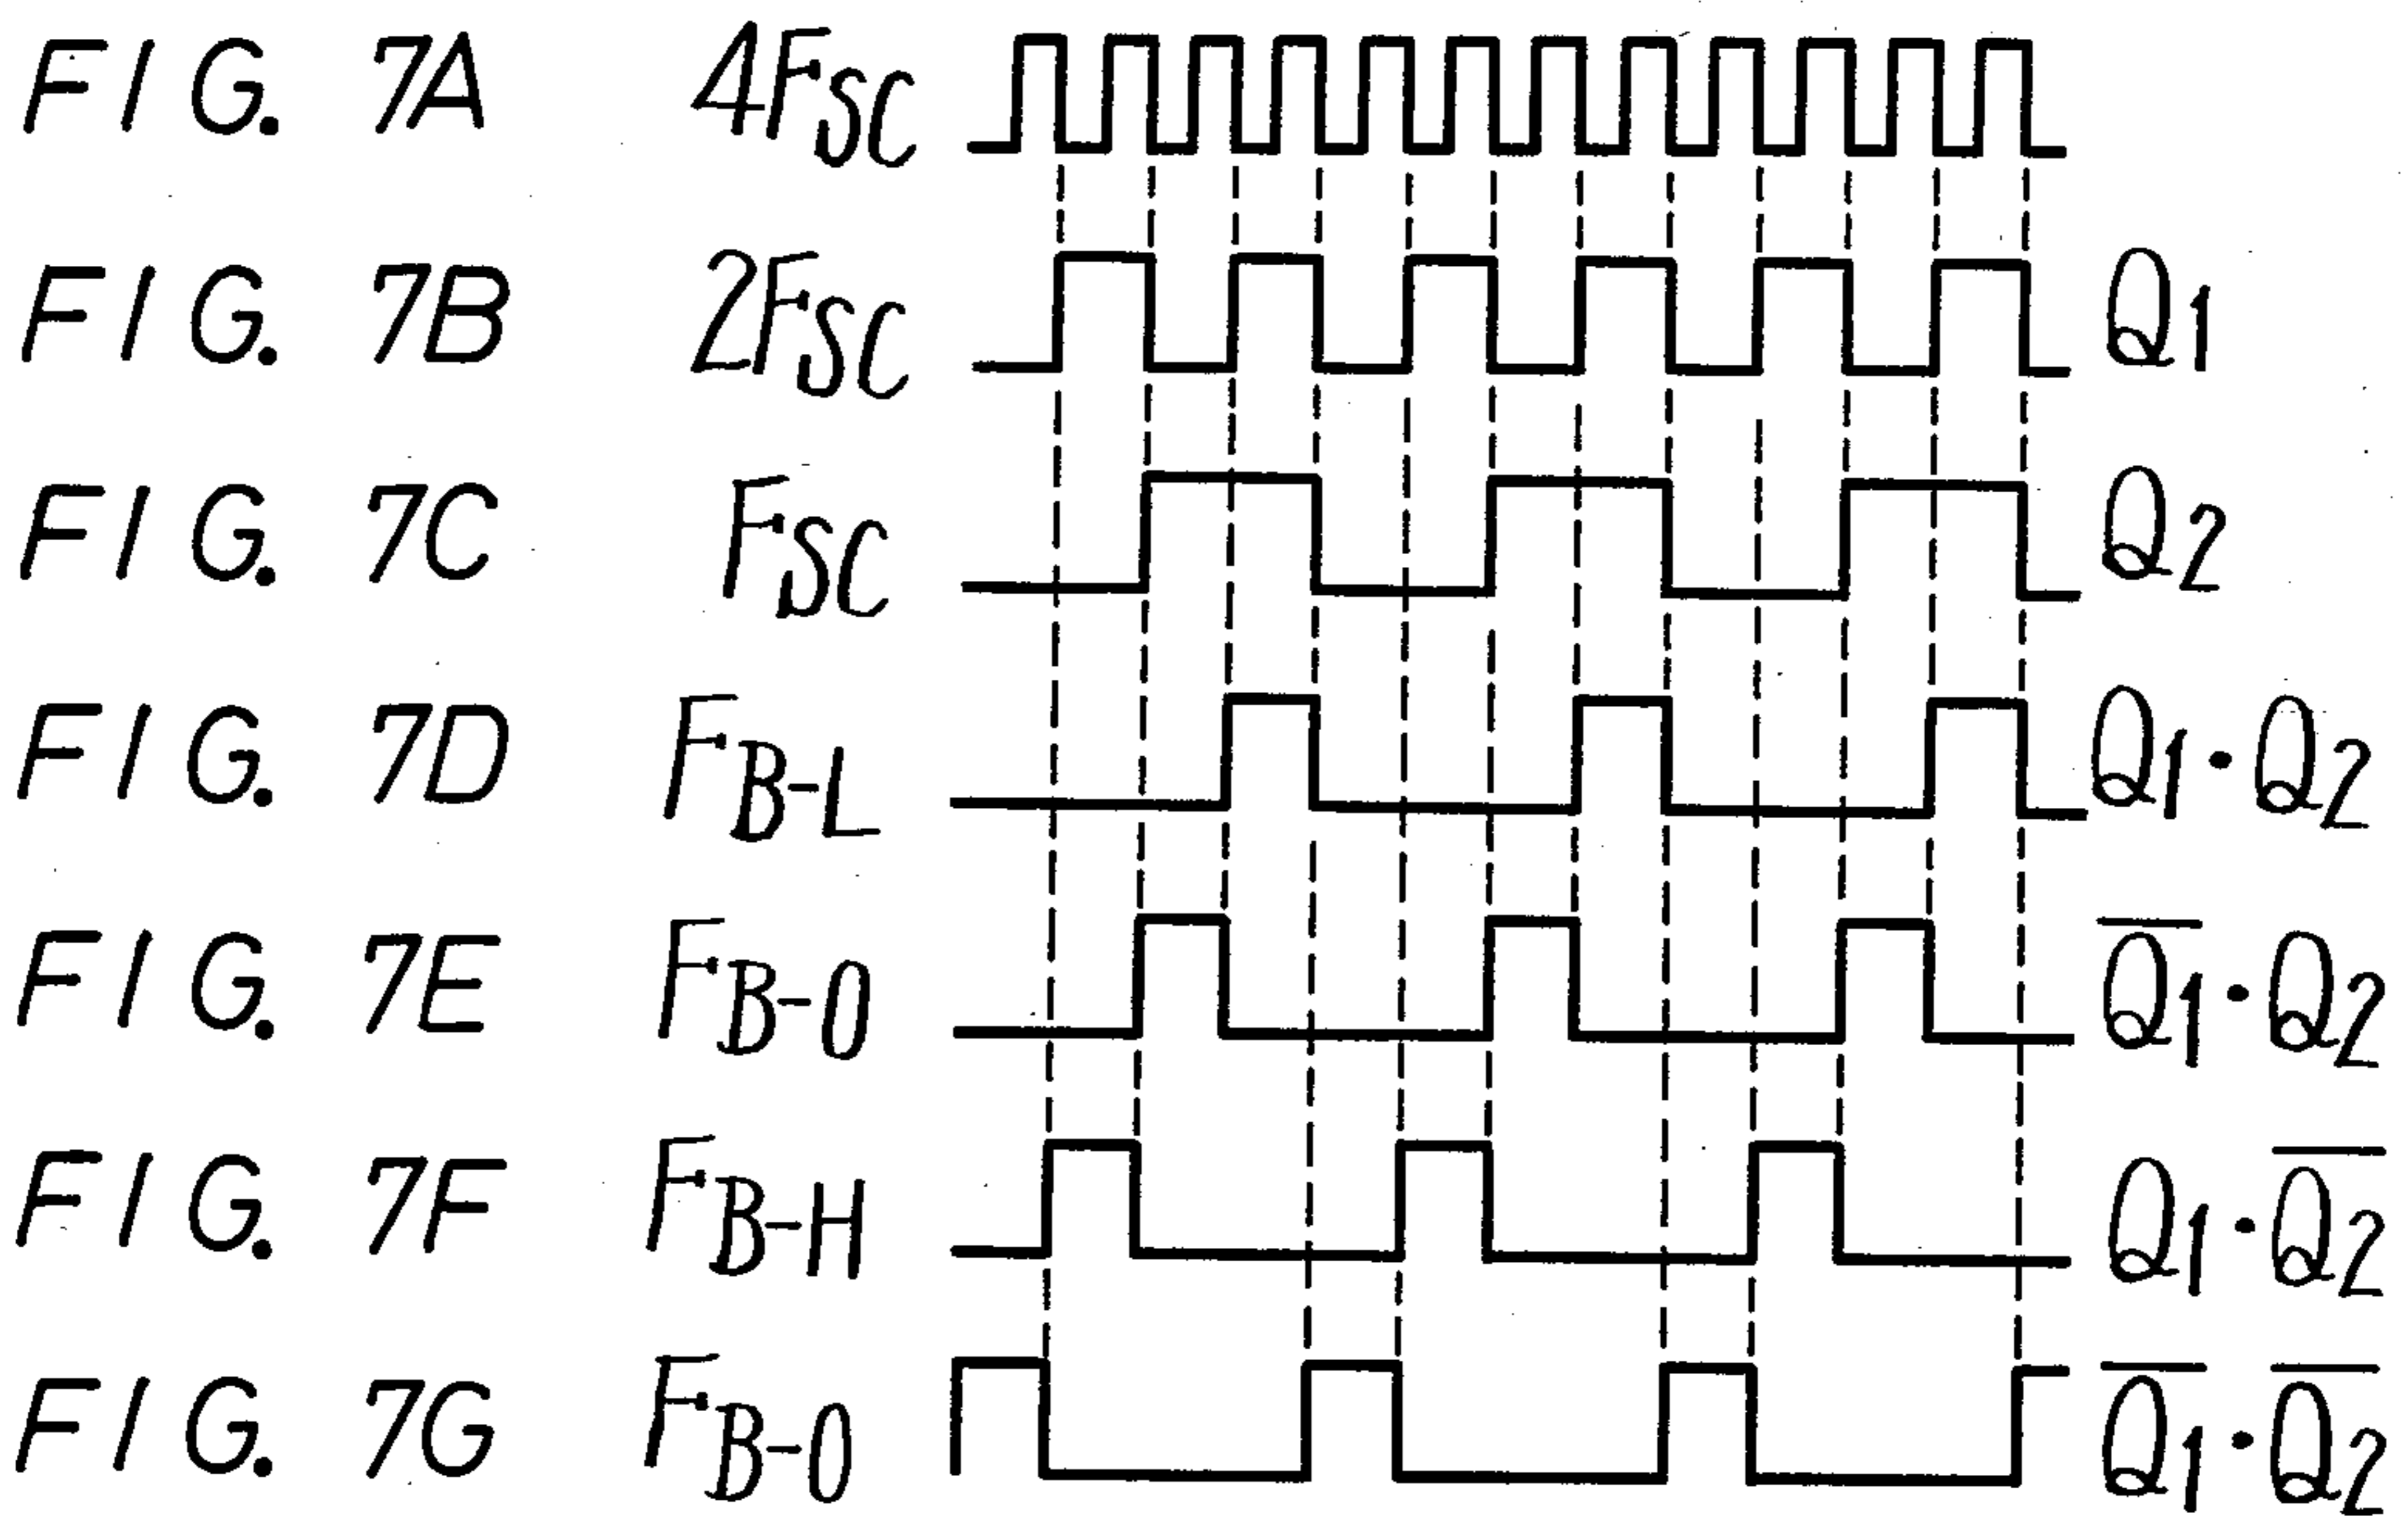 FIG. 7A 4FSC
FIG. 7B 2FSC Q1
FIG. 7C FSC Q2
FIG. 7D FB-L Q1·Q2
FIG. 7E FB-0 Q̅1·Q2
FIG. 7F FB-H Q1·Q̅2
FIG. 7G FB-0 Q̅1·Q̅2